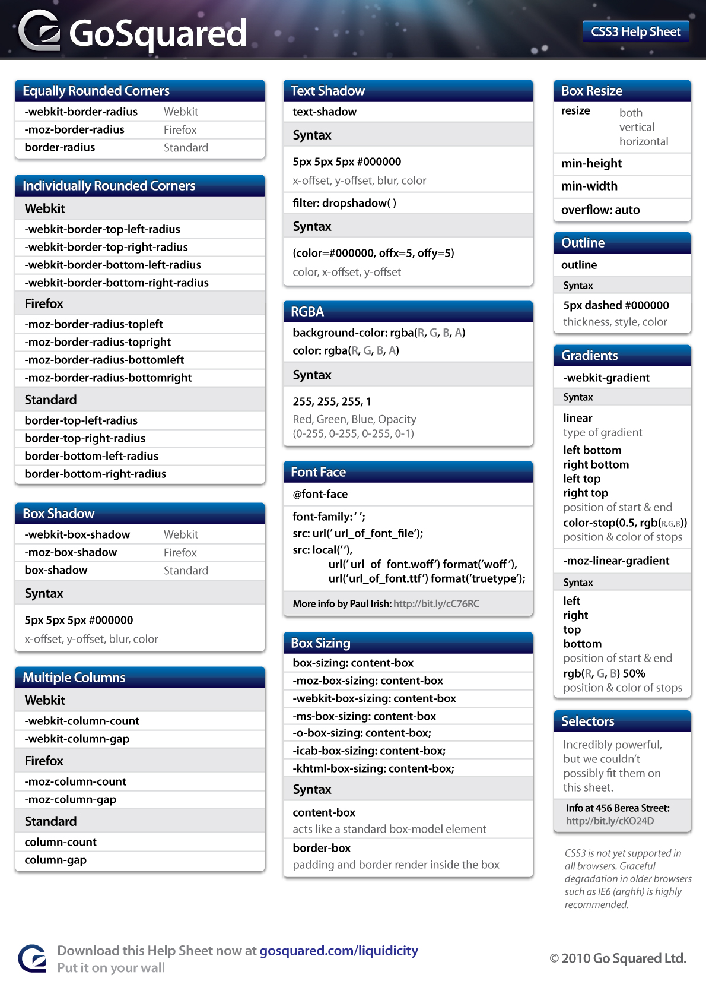 GoSquared
CSS3 Help Sheet
Equally Rounded Corners
-webkit-border-radius Webkit
-moz-border-radius Firefox
border-radius Standard
Individually Rounded Corners
Webkit
-webkit-border-top-left-radius
-webkit-border-top-right-radius
-webkit-border-bottom-left-radius
-webkit-border-bottom-right-radius
Firefox
-moz-border-radius-topleft
-moz-border-radius-topright
-moz-border-radius-bottomleft
-moz-border-radius-bottomright
Standard
border-top-left-radius
border-top-right-radius
border-bottom-left-radius
border-bottom-right-radius
Box Shadow
-webkit-box-shadow Webkit
-moz-box-shadow Firefox
box-shadow Standard
Syntax
5px 5px 5px #000000
x-offset, y-offset, blur, color
Multiple Columns
Webkit
-webkit-column-count
-webkit-column-gap
Firefox
-moz-column-count
-moz-column-gap
Standard
column-count
column-gap
Text Shadow
text-shadow
Syntax
5px 5px 5px #000000
x-offset, y-offset, blur, color
filter: dropshadow( )
Syntax
(color=#000000, offx=5, offy=5)
color, x-offset, y-offset
RGBA
background-color: rgba(R, G, B, A)
color: rgba(R, G, B, A)
Syntax
255, 255, 255, 1
Red, Green, Blue, Opacity
(0-255, 0-255, 0-255, 0-1)
Font Face
@font-face
font-family: ‘ ’;
src: url(’ url_of_font_file‘);
src: local(’‘),
url(’ url_of_font.woff‘) format(’woff ‘),
url(’url_of_font.ttf’) format(’truetype’);
More info by Paul Irish: http://bit.ly/cC76RC
Box Sizing
box-sizing: content-box
-moz-box-sizing: content-box
-webkit-box-sizing: content-box
-ms-box-sizing: content-box
-o-box-sizing: content-box;
-icab-box-sizing: content-box;
-khtml-box-sizing: content-box;
Syntax
content-box
acts like a standard box-model element
border-box
padding and border render inside the box
Box Resize
resize both
vertical
horizontal
min-height
min-width
overflow: auto
Outline
outline
Syntax
5px dashed #000000
thickness, style, color
Gradients
-webkit-gradient
Syntax
linear
type of gradient
left bottom
right bottom
left top
right top
position of start & end
color-stop(0.5, rgb(R,G,B))
position & color of stops
-moz-linear-gradient
Syntax
left
right
top
bottom
position of start & end
rgb(R, G, B) 50%
position & color of stops
Selectors
Incredibly powerful,
but we couldn’t
possibly fit them on
this sheet.
Info at 456 Berea Street:
http://bit.ly/cKO24D
CSS3 is not yet supported in
all browsers. Graceful
degradation in older browsers
such as IE6 (arghh) is highly
recommended.
Download this Help Sheet now at gosquared.com/liquidicity
Put it on your wall
© 2010 Go Squared Ltd.